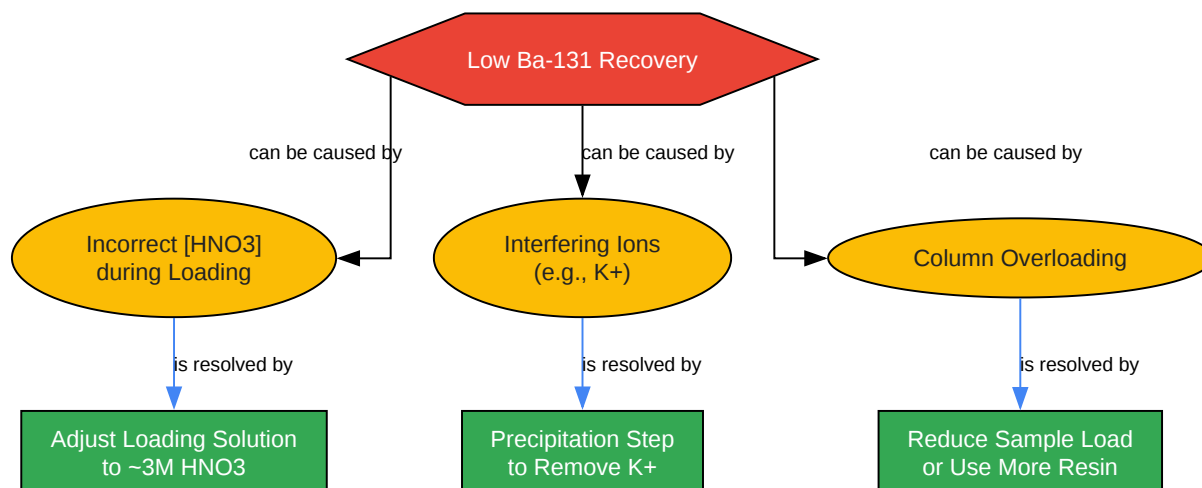 Low Ba-131 Recovery
can be caused by
can be caused by
can be caused by
Incorrect [HNO3]
during Loading
Interfering Ions
(e.g., K+)
Column Overloading
is resolved by
is resolved by
is resolved by
Adjust Loading Solution
to ~3M HNO3
Precipitation Step
to Remove K+
Reduce Sample Load
or Use More Resin